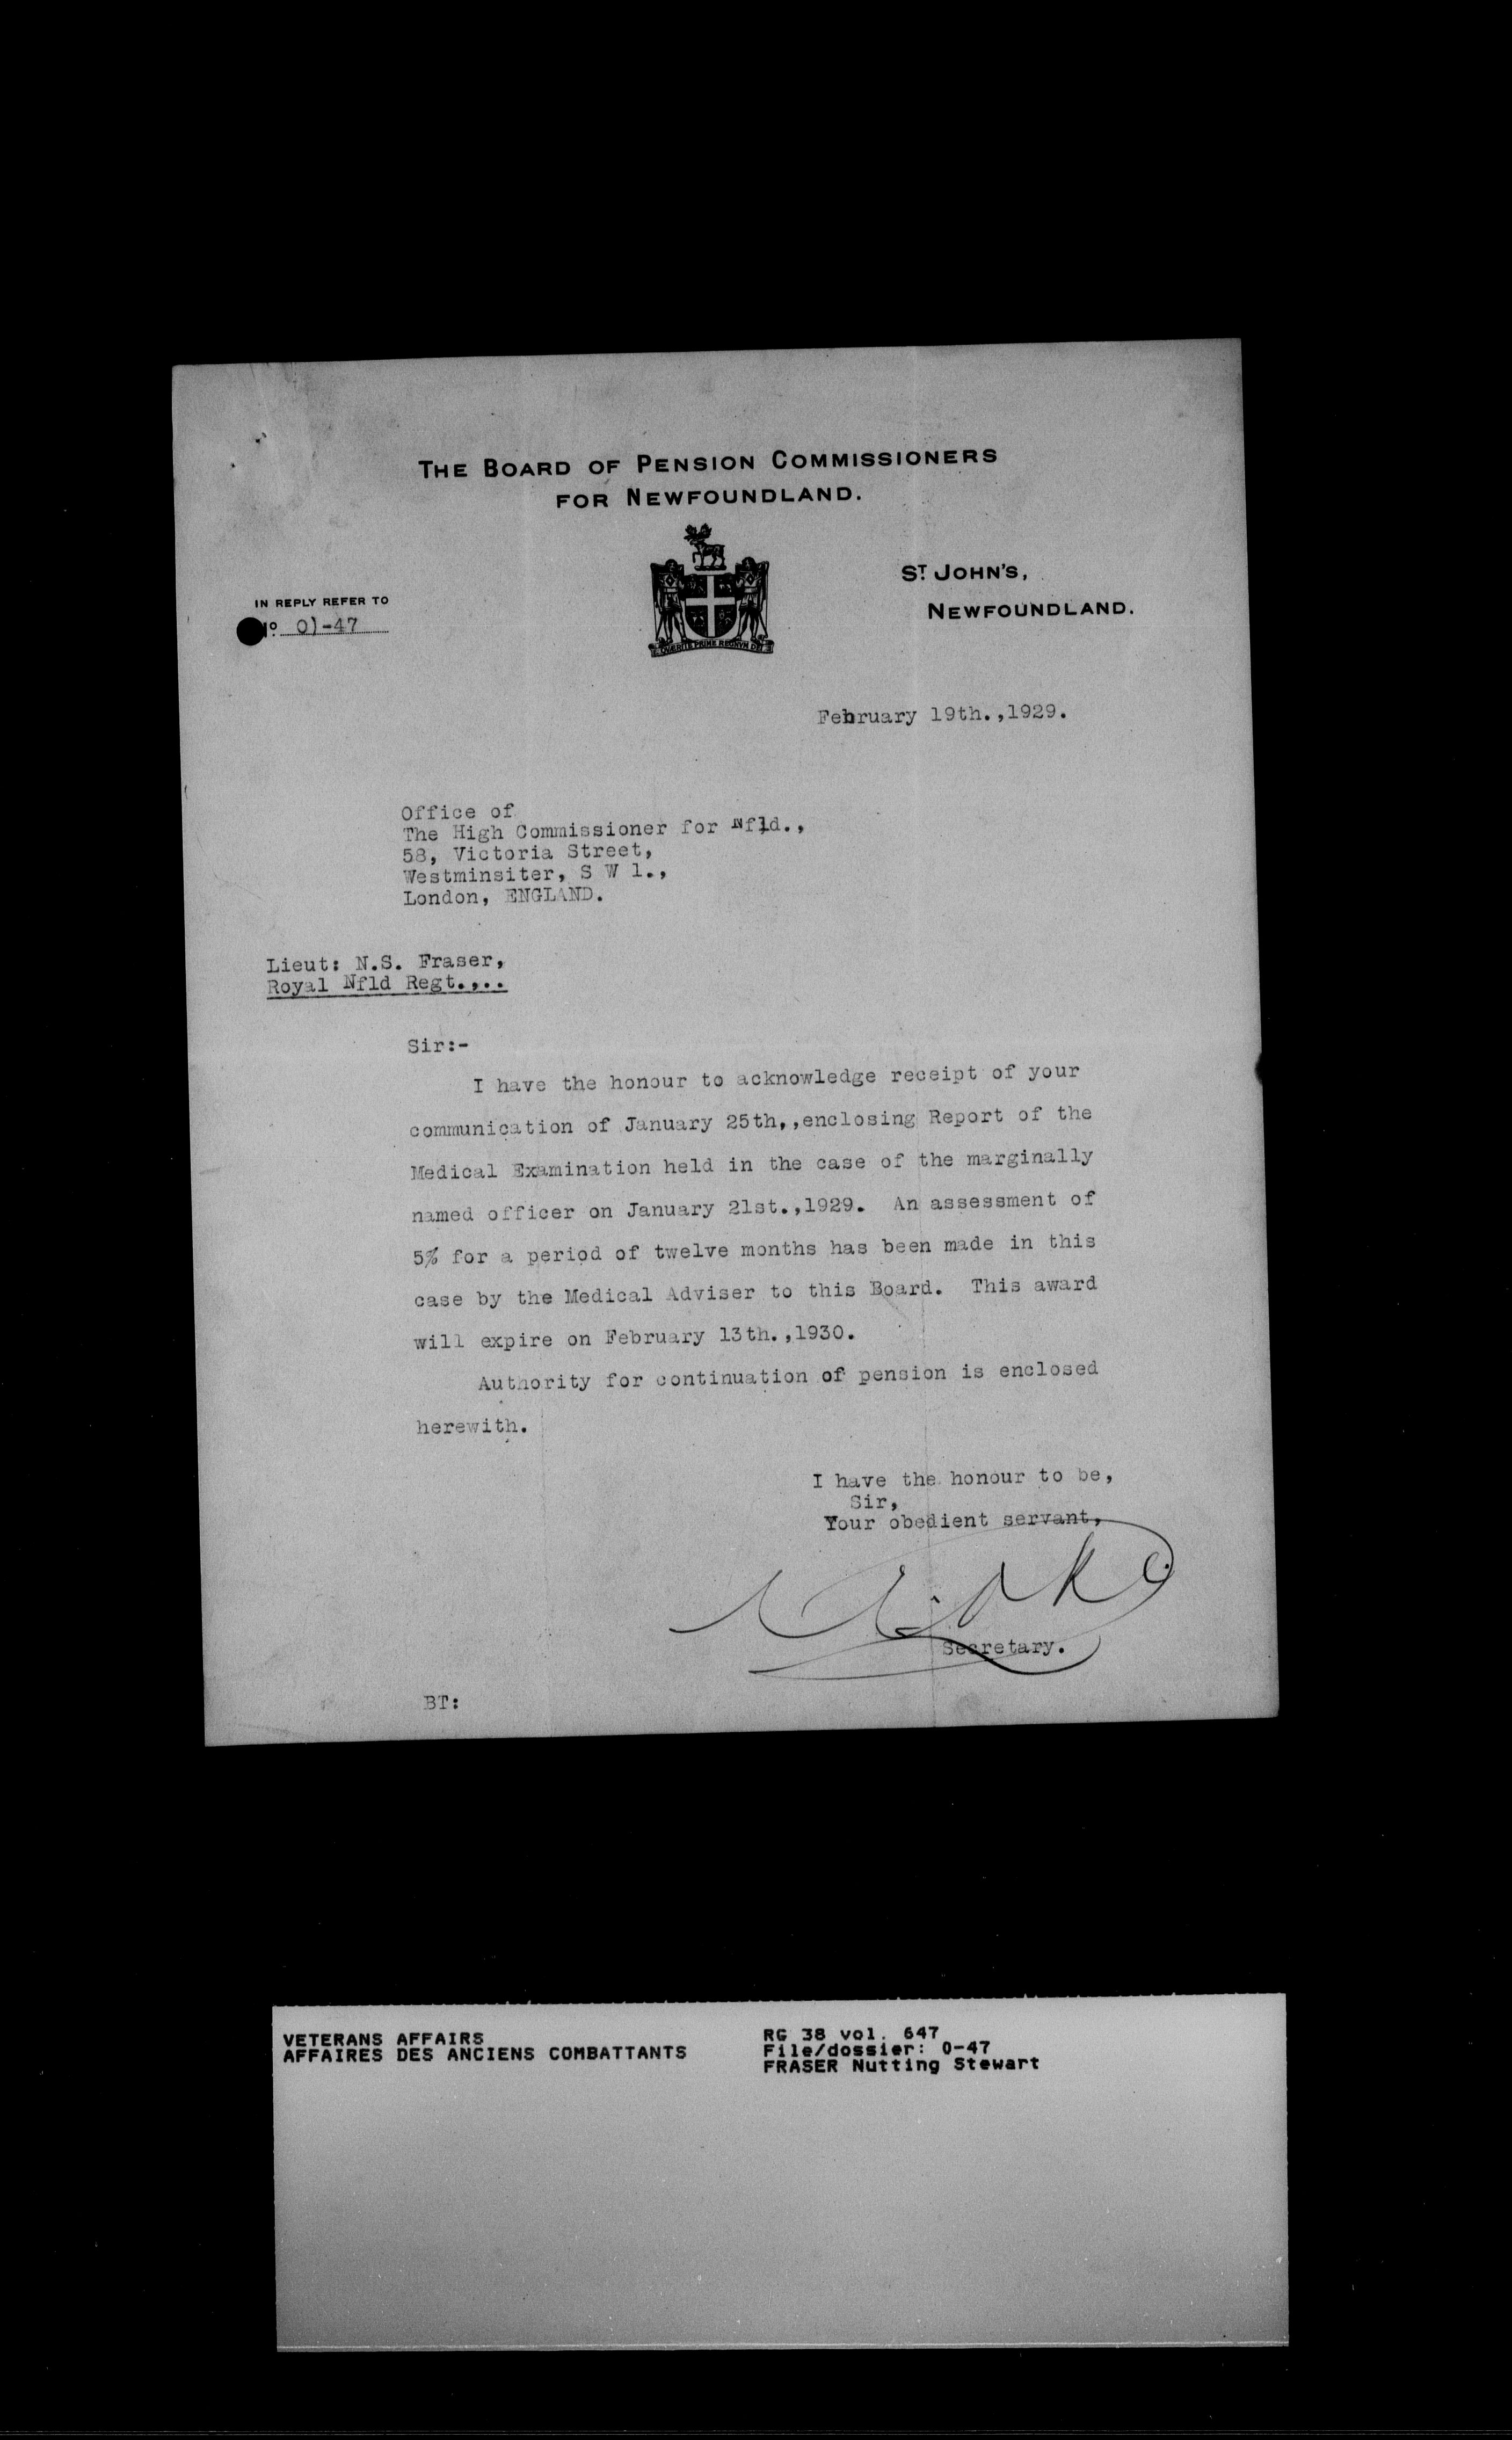 THE BOARD OF PENSION COMMISSIONERS
FOR NEWFOUNDLAND.
ST. JOHN'S,
NEWFOUNDLAND.
IN REPLY REFER TO
No. 0)-47
February 19th.,1929.
Office of
The High Commissioner for Nfld.,
58, Victoria Street,
Westminsiter, S W 1.,
London, ENGLAND.
Lieut: N.S. Fraser,
Royal Nfld Regt.,..
Sir:-
I have the honour to acknowledge receipt of your
communication of January 25th,,enclosing Report of the
Medical Examination held in the case of the marginally
named officer on January 21st.,1929. An assessment of
5% for a period of twelve months has been made in this
case by the Medical Adviser to this Board. This award
will expire on February 13th.,1930.
Authority for continuation of pension is enclosed
herewith.
I have the honour to be,
Sir,
Your obedient servant,
Secretary.
BT:
VETERANS AFFAIRS
AFFAIRES DES ANCIENS COMBATTANTS
RG 38 vol. 647
File/dossier: 0-47
FRASER Nutting Stewart